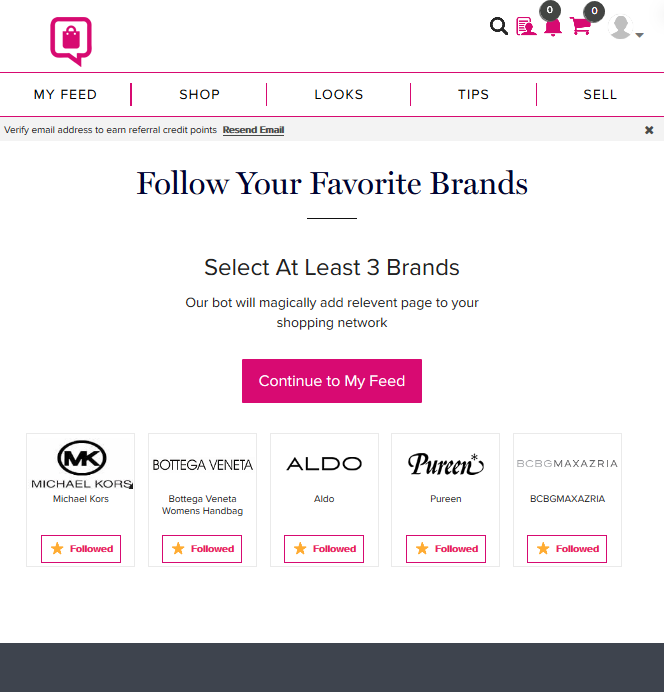 0
0
MY FEED
SHOP
LOOKS
TIPS
SELL
Verify email address to earn referral credit points Resend Email
Follow Your Favorite Brands
Select At Least 3 Brands
Our bot will magically add relevent page to your
shopping network
Continue to My Feed
MK
MICHAEL KORS
Michael Kors
Followed
BOTTEGA VENETA
Bottega Veneta
Womens Handbag
Followed
ALDO
Aldo
Followed
Pureen
Pureen
Followed
BCBGMAXAZRIA
BCBGMAXAZRIA
Followed